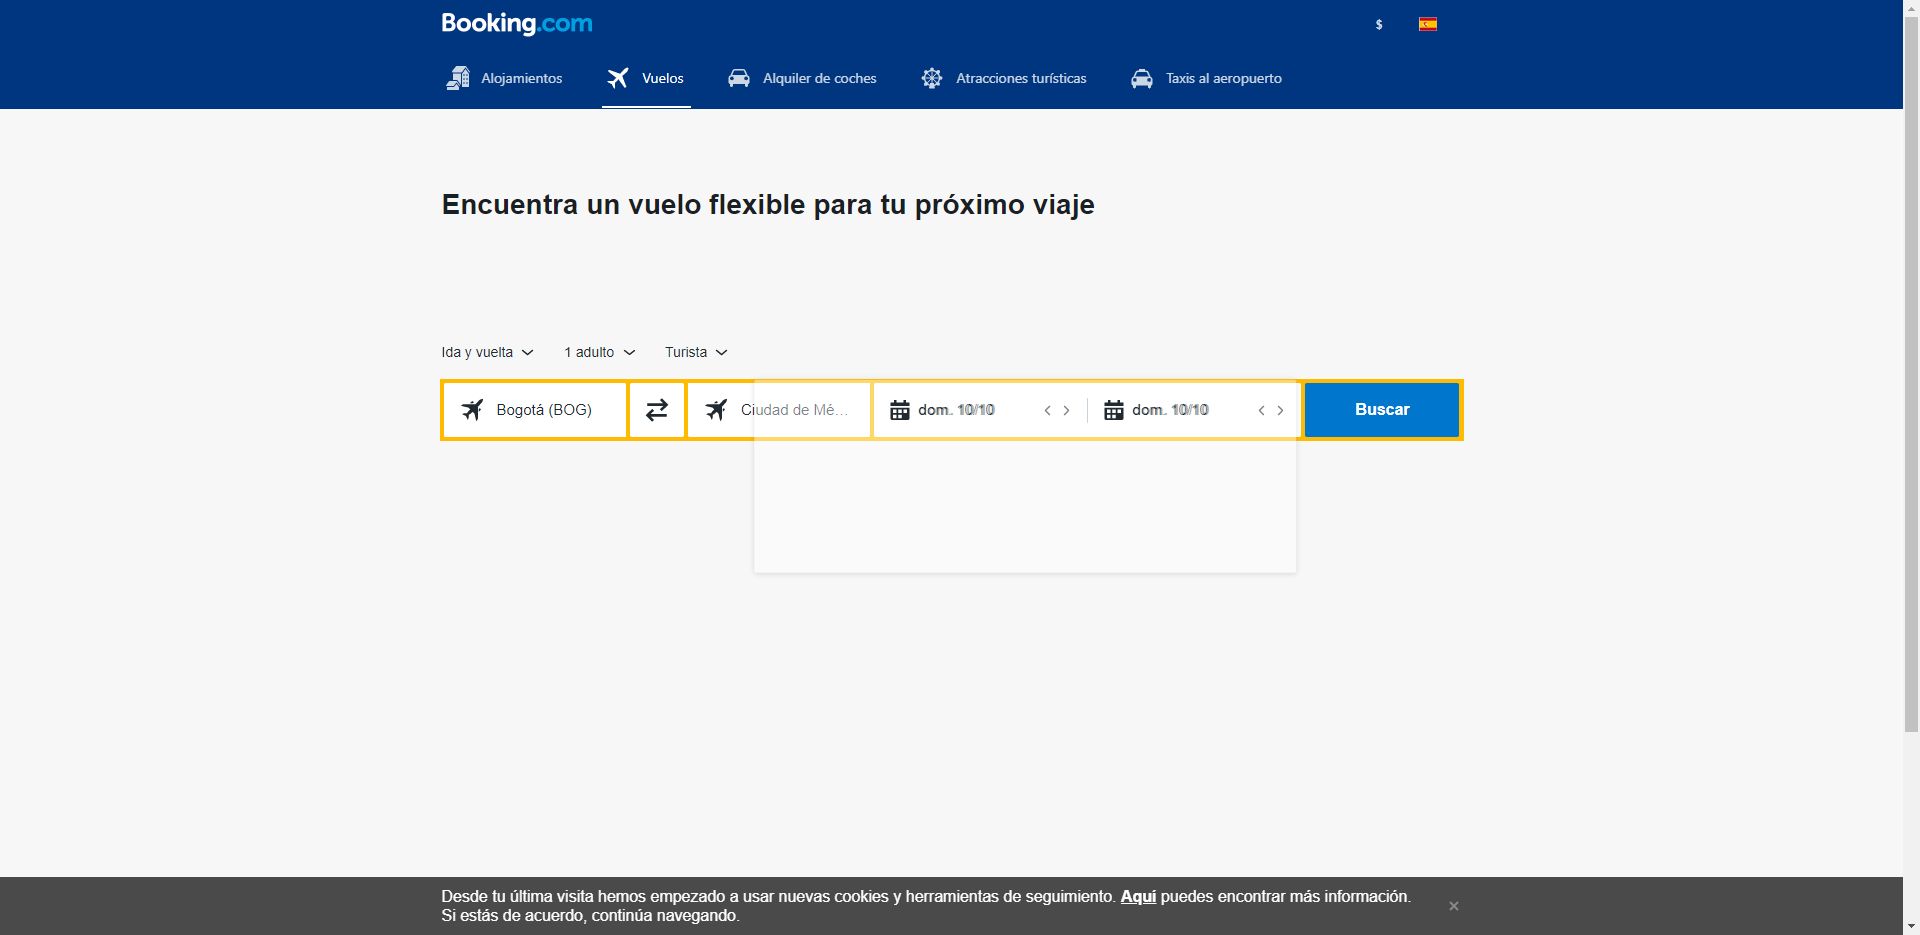 Booking.com
$
Alojamientos
Vuelos
Alquiler de coches
Atracciones turísticas
Taxis al aeropuerto
Encuentra un vuelo flexible para tu próximo viaje
Ida y vuelta
1 adulto
Turista
Bogotá (BOG)
Ciudad de Mé...
dom. 10/10
dom. 10/10
Buscar
Desde tu última visita hemos empezado a usar nuevas cookies y herramientas de seguimiento. Aquí puedes encontrar más información.
Si estás de acuerdo, continúa navegando.